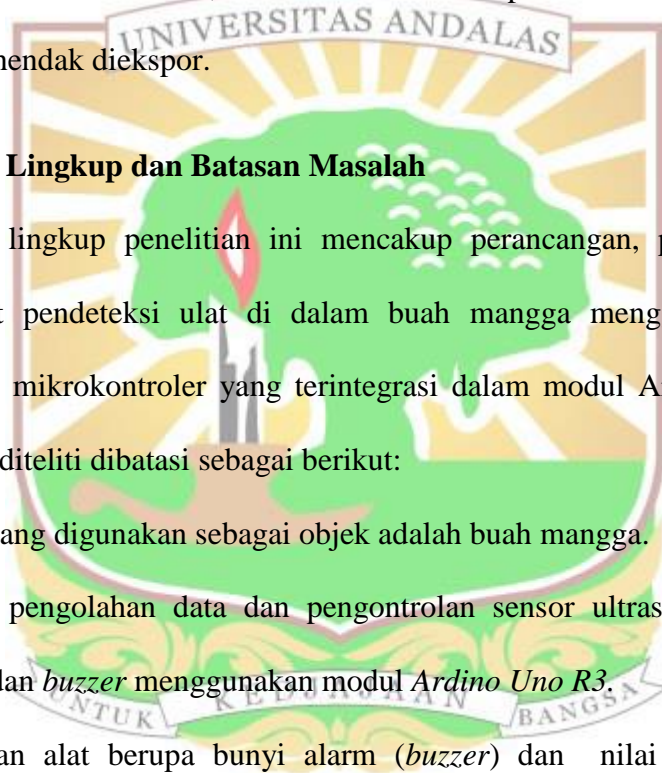 UNIVERSITAS ANDALAS
hendak diekspor.
Lingkup dan Batasan Masalah
lingkup penelitian ini mencakup perancangan, p
t pendeteksi ulat di dalam buah mangga meng
mikrokontroler yang terintegrasi dalam modul A
diteliti dibatasi sebagai berikut:
ang digunakan sebagai objek adalah buah mangga.
pengolahan data dan pengontrolan sensor ultras
dan buzzer menggunakan modul Ardino Uno R3.
UNTUK KEDJAJAAN BANGSA
an alat berupa bunyi alarm (buzzer) dan nilai